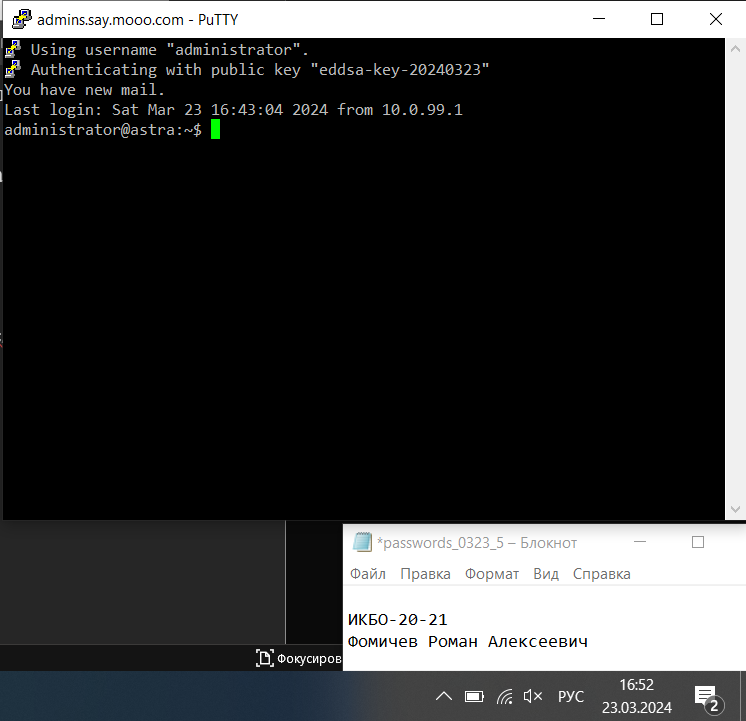 admins.say.mooo.com - PuTTY
Using username "administrator".
Authenticating with public key "eddsa-key-20240323"
You have new mail.
Last login: Sat Mar 23 16:43:04 2024 from 10.0.99.1
administrator@astra:~$
*passwords_0323_5 – Блокнот
Файл Правка Формат Вид Справка
ИКБО-20-21
Фомичев Роман Алексеевич
Фокусиров
РУС
16:52
23.03.2024
2